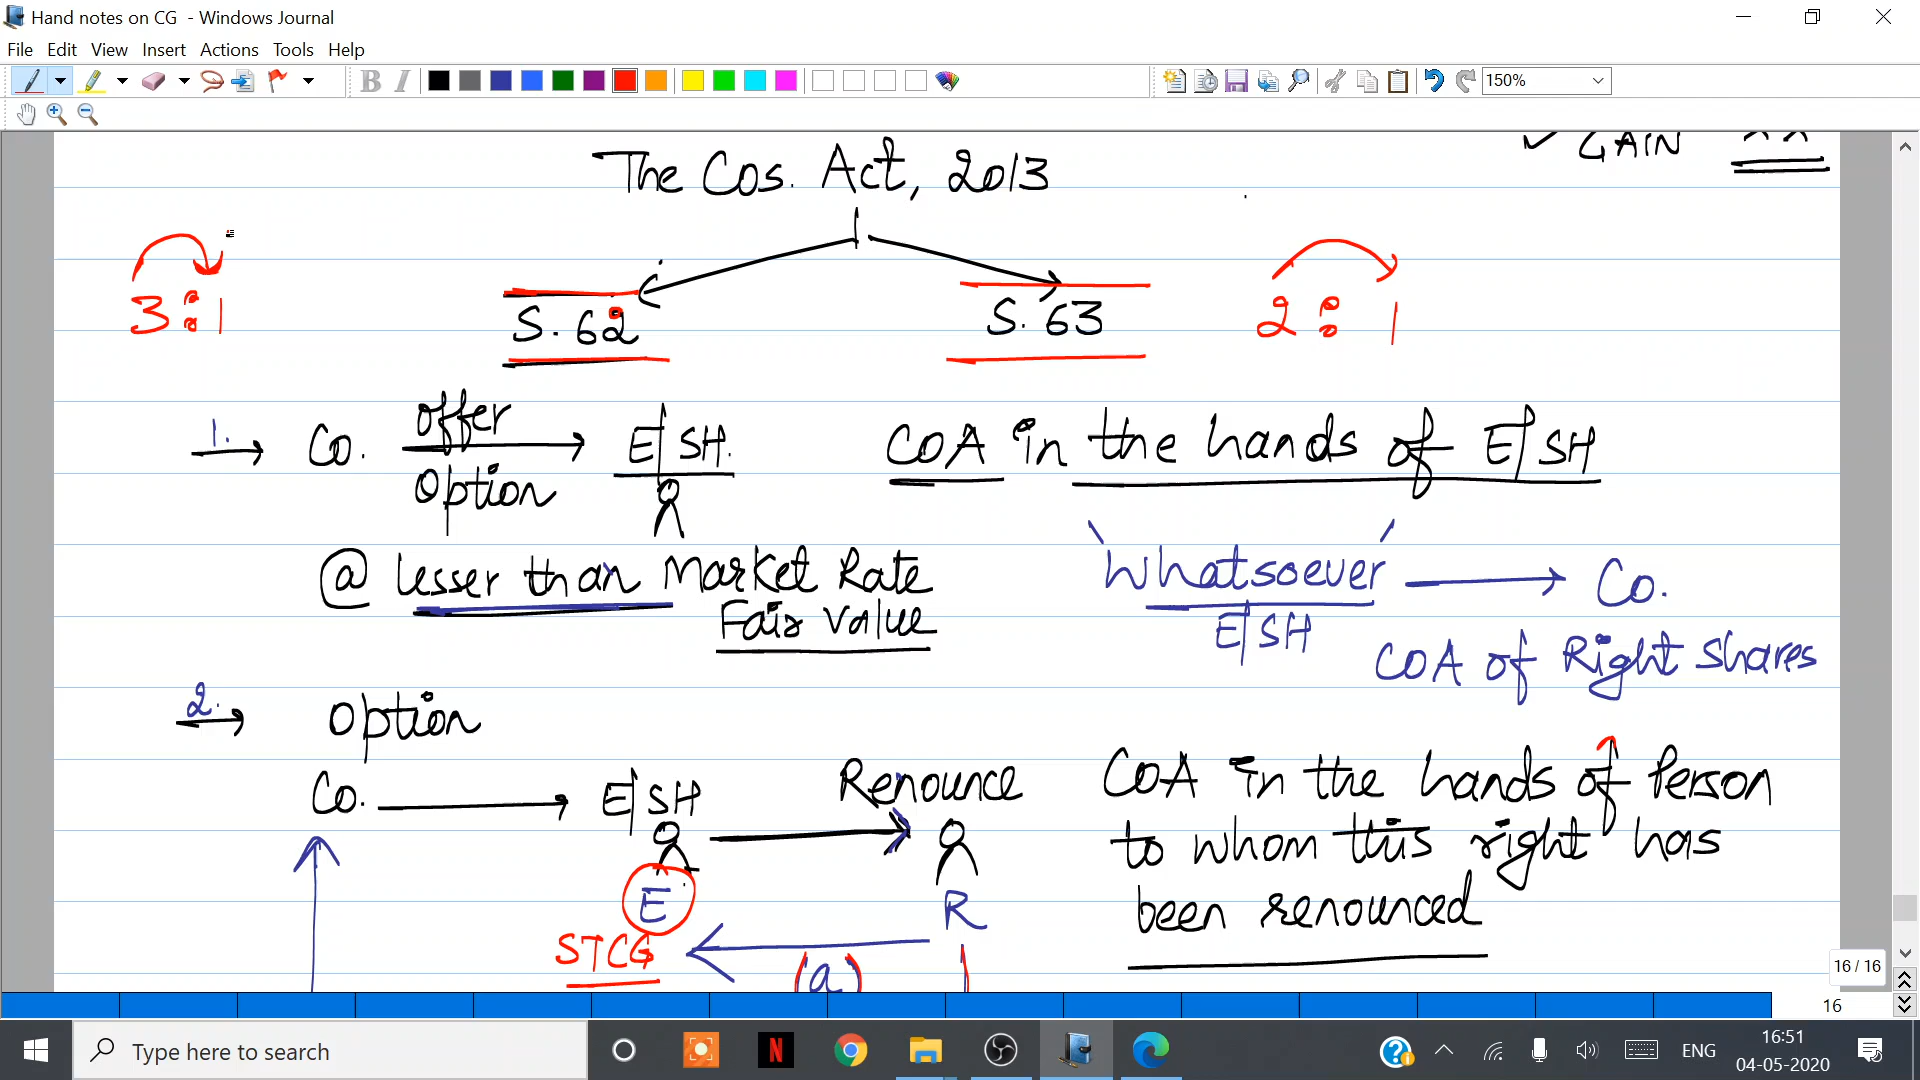 Hand notes on CG - Windows Journal
File Edit View Insert Actions Tools Help
B I 150%
GAIN XX
The Cos. Act, 2013
3:1 S. 62 S. 63 2:1
1. Co. offer E/SH. COA in the hands of E/SH
Option
@ lesser than Market Rate 'Whatsoever' Co.
Fair Value E/SH
COA of Right Shares
2. Option
Co. E/SH Renounce COA in the hands of Person
to whom this right has
E R been renounced
STCG (a)
16 / 16
16
Type here to search
ENG 16:51
04-05-2020